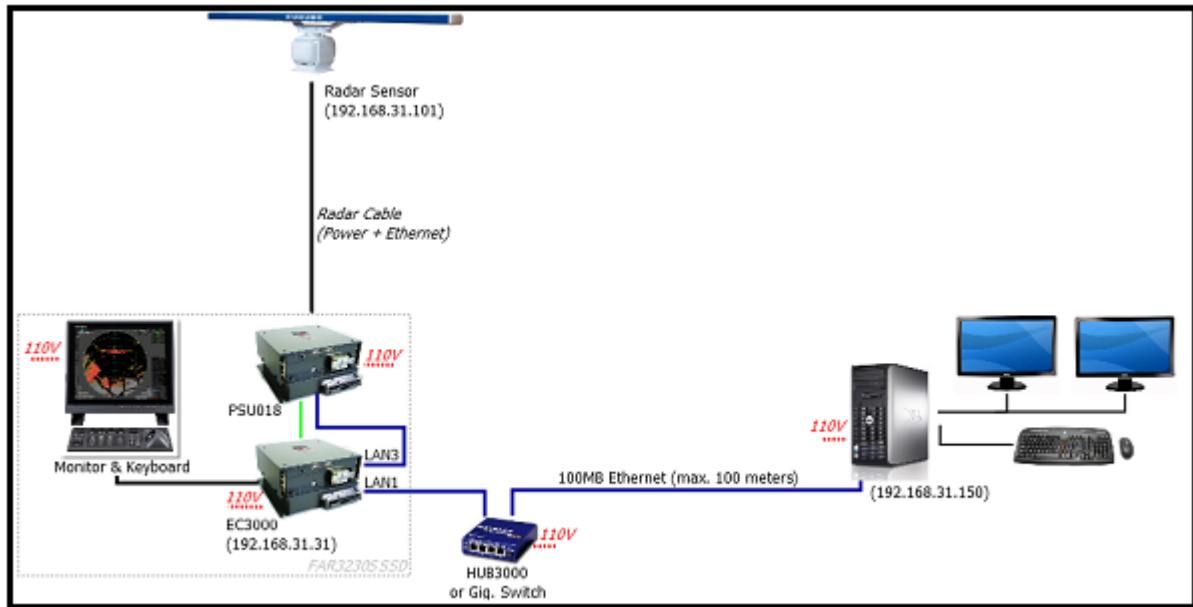 FURUNO
Radar Sensor
(192.168.31.101)
Radar Cable
(Power + Ethernet)
110V
110V
PSU018
Monitor & Keyboard
LAN3
LAN1
110V
EC3000
(192.168.31.31)
FAR3230SSSD
100MB Ethernet (max. 100 meters)
110V
HUB3000
or Gig. Switch
110V
(192.168.31.150)